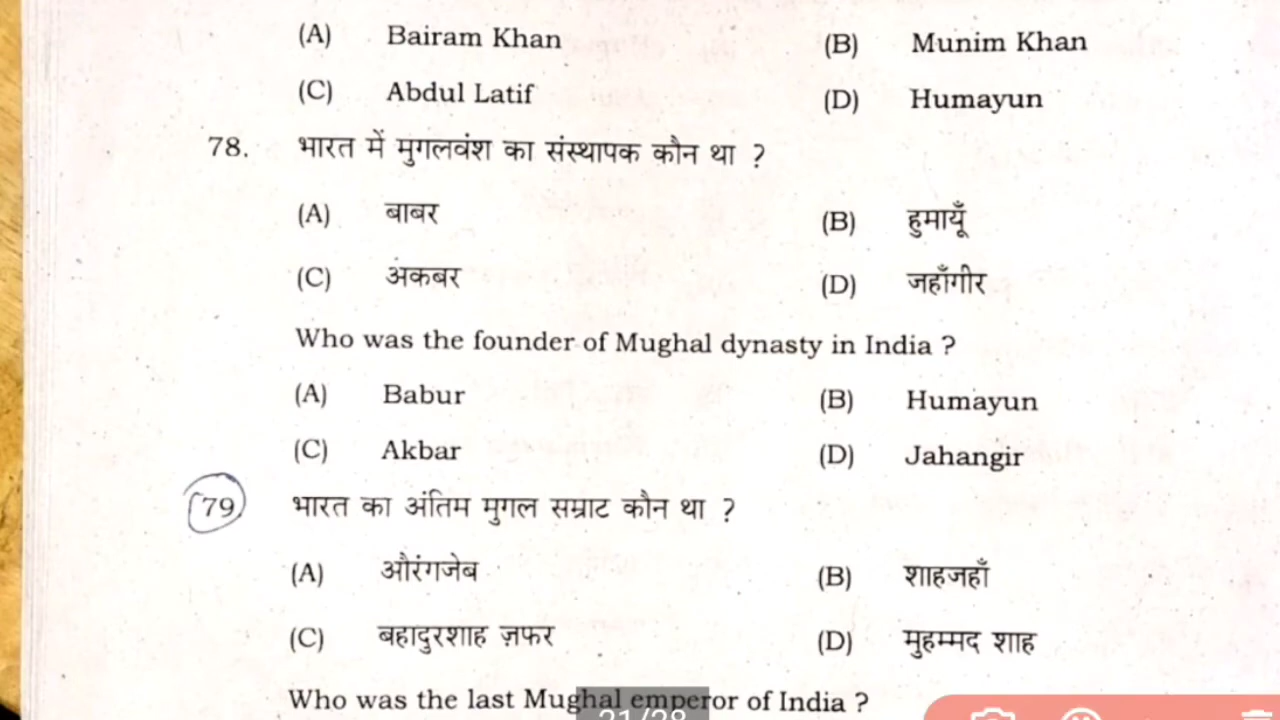 (A) Bairam Khan (B) Munim Khan
(C) Abdul Latif (D) Humayun
78. भारत में मुगलवंश का संस्थापक कौन था ?
(A) बाबर (B) हुमायूँ
(C) अकबर (D) जहाँगीर
Who was the founder of Mughal dynasty in India ?
(A) Babur (B) Humayun
(C) Akbar (D) Jahangir
79 भारत का अंतिम मुगल सम्राट कौन था ?
(A) औरंगजेब (B) शाहजहाँ
(C) बहादुरशाह ज़फर (D) मुहम्मद शाह
Who was the last Mughal emperor of India ?
21/28